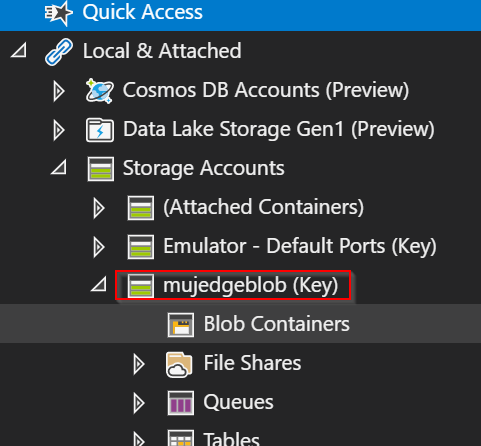 Quick Access
Local & Attached
Cosmos DB Accounts (Preview)
Data Lake Storage Gen1 (Preview)
Storage Accounts
(Attached Containers)
Emulator - Default Ports (Key)
mujedgeblob (Key)
Blob Containers
File Shares
Queues
Tables